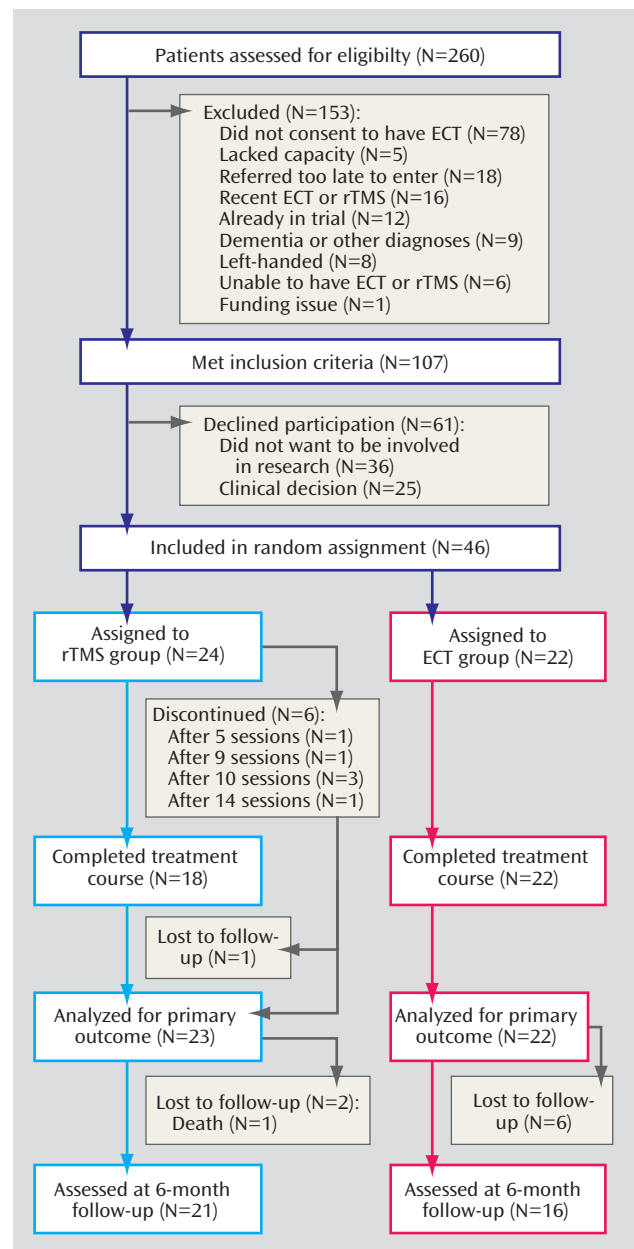 Patients assessed for eligibilty (N=260)
Excluded (N=153):
Did not consent to have ECT (N=78)
Lacked capacity (N=5)
Referred too late to enter (N=18)
Recent ECT or rTMS (N=16)
Already in trial (N=12)
Dementia or other diagnoses (N=9)
Left-handed (N=8)
Unable to have ECT or rTMS (N=6)
Funding issue (N=1)
Met inclusion criteria (N=107)
Declined participation (N=61):
Did not want to be involved
in research (N=36)
Clinical decision (N=25)
Included in random assignment (N=46)
Assigned to
rTMS group (N=24)
Assigned to
ECT group (N=22)
Discontinued (N=6):
After 5 sessions (N=1)
After 9 sessions (N=1)
After 10 sessions (N=3)
After 14 sessions (N=1)
Completed treatment
course (N=18)
Completed treatment
course (N=22)
Lost to follow-
up (N=1)
Analyzed for primary
outcome (N=23)
Analyzed for primary
outcome (N=22)
Lost to follow-up (N=2):
Death (N=1)
Lost to follow-
up (N=6)
Assessed at 6-month
follow-up (N=21)
Assessed at 6-month
follow-up (N=16)